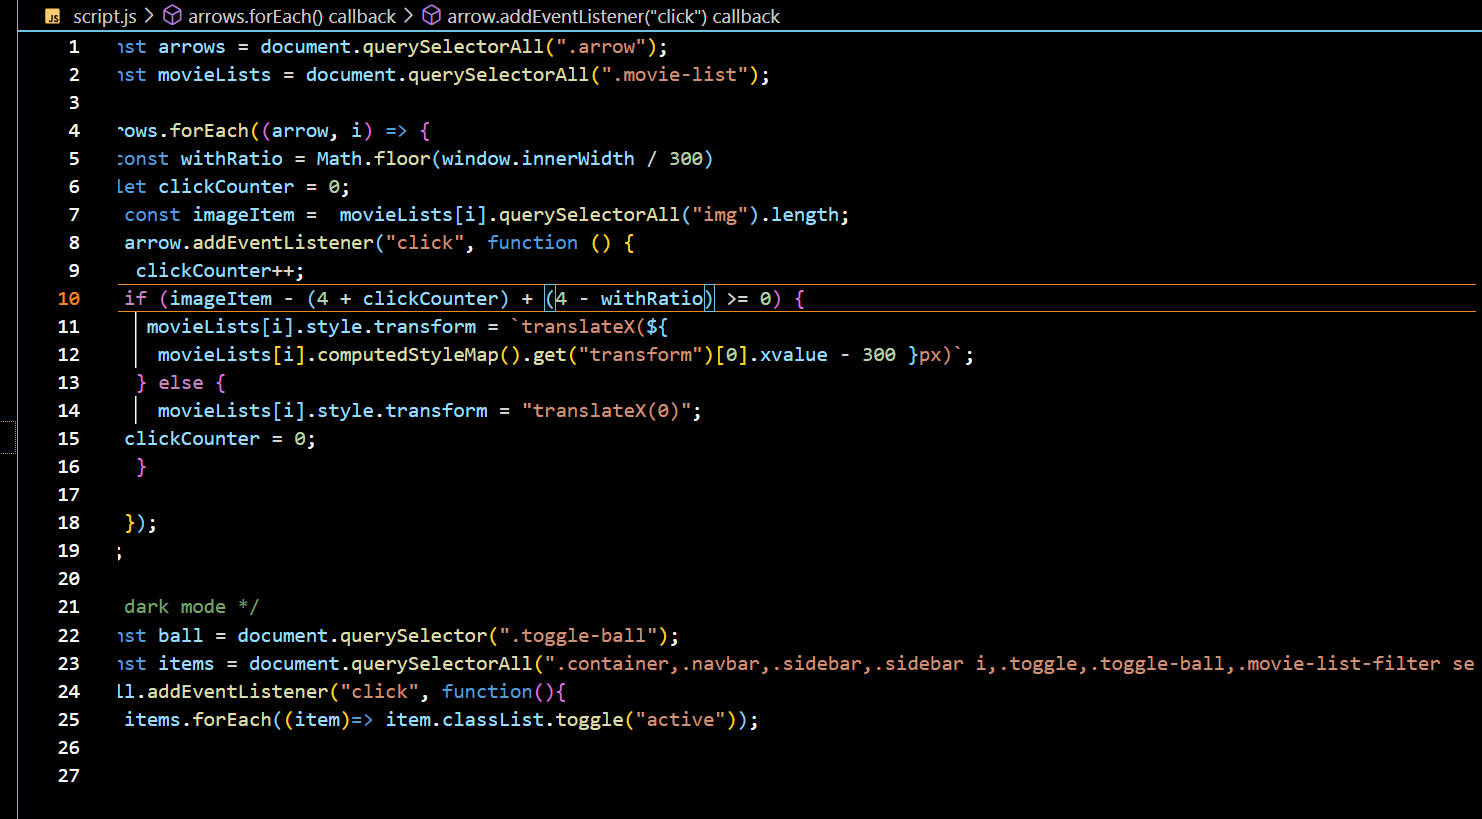 JS script.js > arrows.forEach() callback > arrow.addEventListener("click") callback
1 nst arrows = document.querySelectorAll(".arrow");
2 nst movieLists = document.querySelectorAll(".movie-list");
3
4 rows.forEach((arrow, i) => {
5 const withRatio = Math.floor(window.innerWidth / 300)
6 let clickCounter = 0;
7 const imageItem =  movieLists[i].querySelectorAll("img").length;
8 arrow.addEventListener("click", function () {
9 clickCounter++;
10 if (imageItem - (4 + clickCounter) + (4 - withRatio) >= 0) {
11 movieLists[i].style.transform = `translateX(${
12 movieLists[i].computedStyleMap().get("transform")[0].xvalue - 300 }px)`;
13 } else {
14 movieLists[i].style.transform = "translateX(0)";
15 clickCounter = 0;
16 }
17
18 });
19 ;
20
21 dark mode */
22 nst ball = document.querySelector(".toggle-ball");
23 nst items = document.querySelectorAll(".container,.navbar,.sidebar,.sidebar i,.toggle,.toggle-ball,.movie-list-filter se
24 ll.addEventListener("click", function(){
25 items.forEach((item)=> item.classList.toggle("active"));
26
27